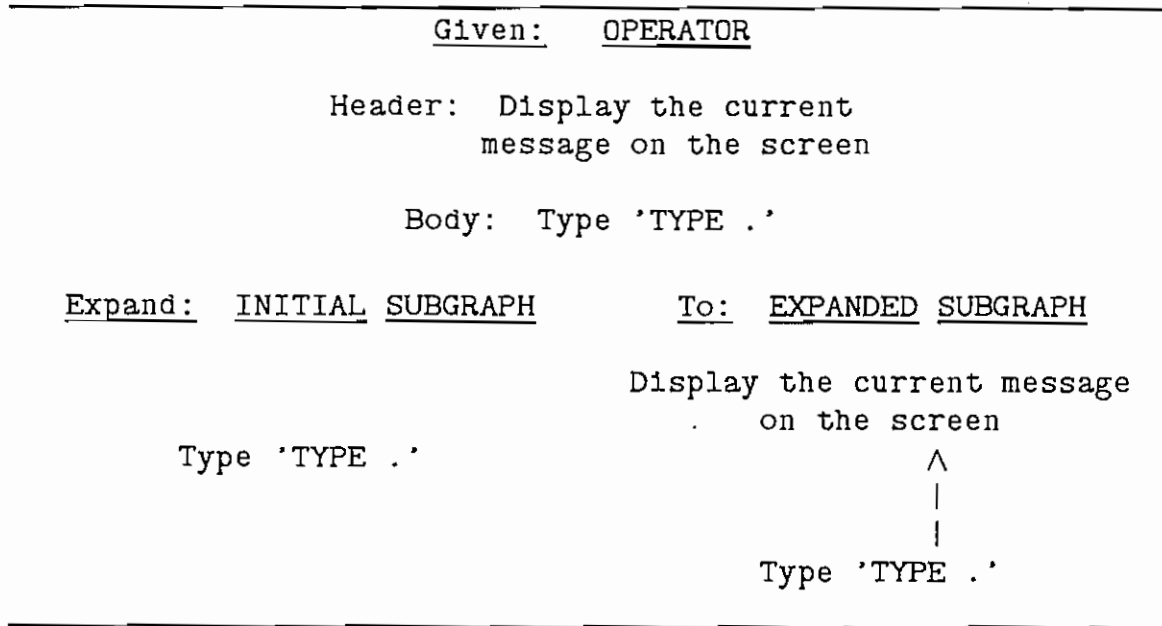 Given: OPERATOR
Header: Display the current
message on the screen
Body: Type 'TYPE .'
Expand: INITIAL SUBGRAPH To: EXPANDED SUBGRAPH
Display the current message
on the screen
Type 'TYPE .'
Type 'TYPE .'